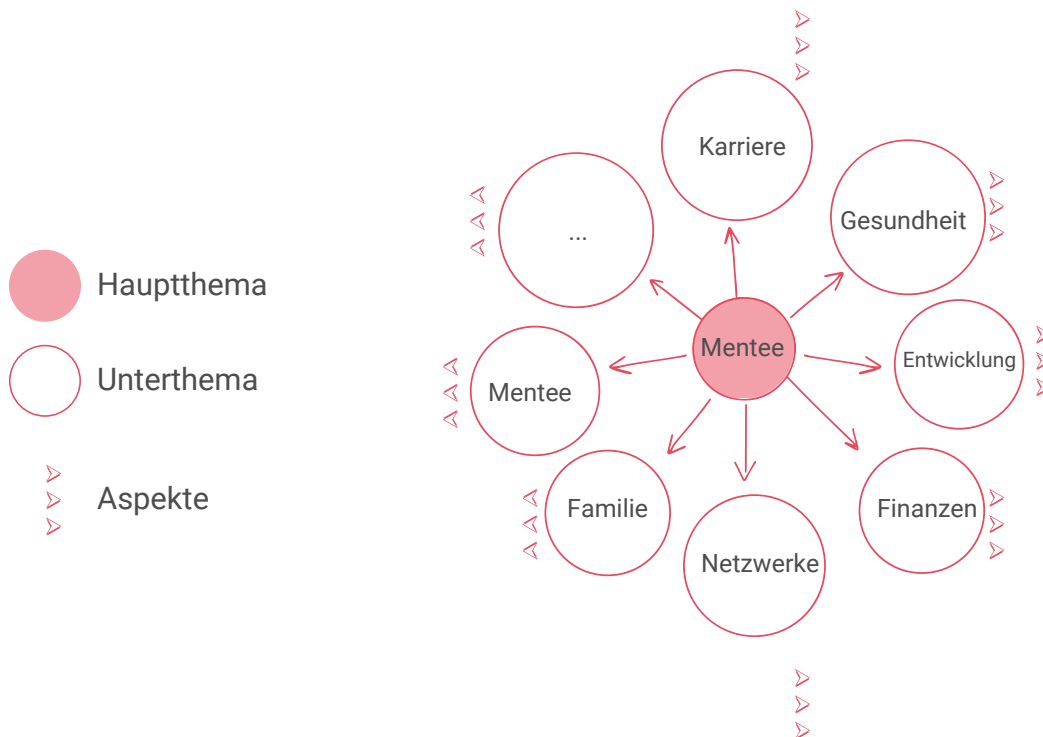 Hauptthema
Unterthema
Aspekte
Karriere
Gesundheit
...
Mentee
Entwicklung
Mentee
Familie
Finanzen
Netzwerke